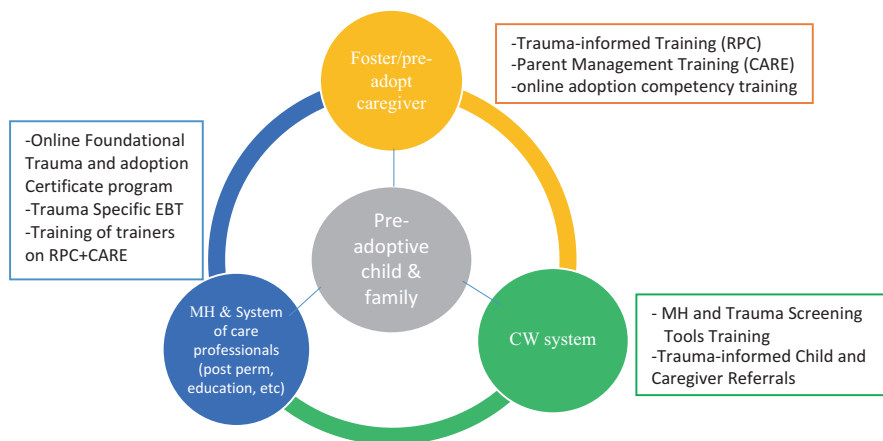 Foster/pre-
adopt
caregiver
-Trauma-informed Training (RPC)
-Parent Management Training (CARE)
-online adoption competency training
-Online Foundational
Trauma and adoption
Certificate program
-Trauma Specific EBT
-Training of trainers
on RPC+CARE
Pre-
adoptive
child &
family
MH & System
of care
professionals
(post perm,
education, etc)
CW system
- MH and Trauma Screening
Tools Training
-Trauma-informed Child and
Caregiver Referrals